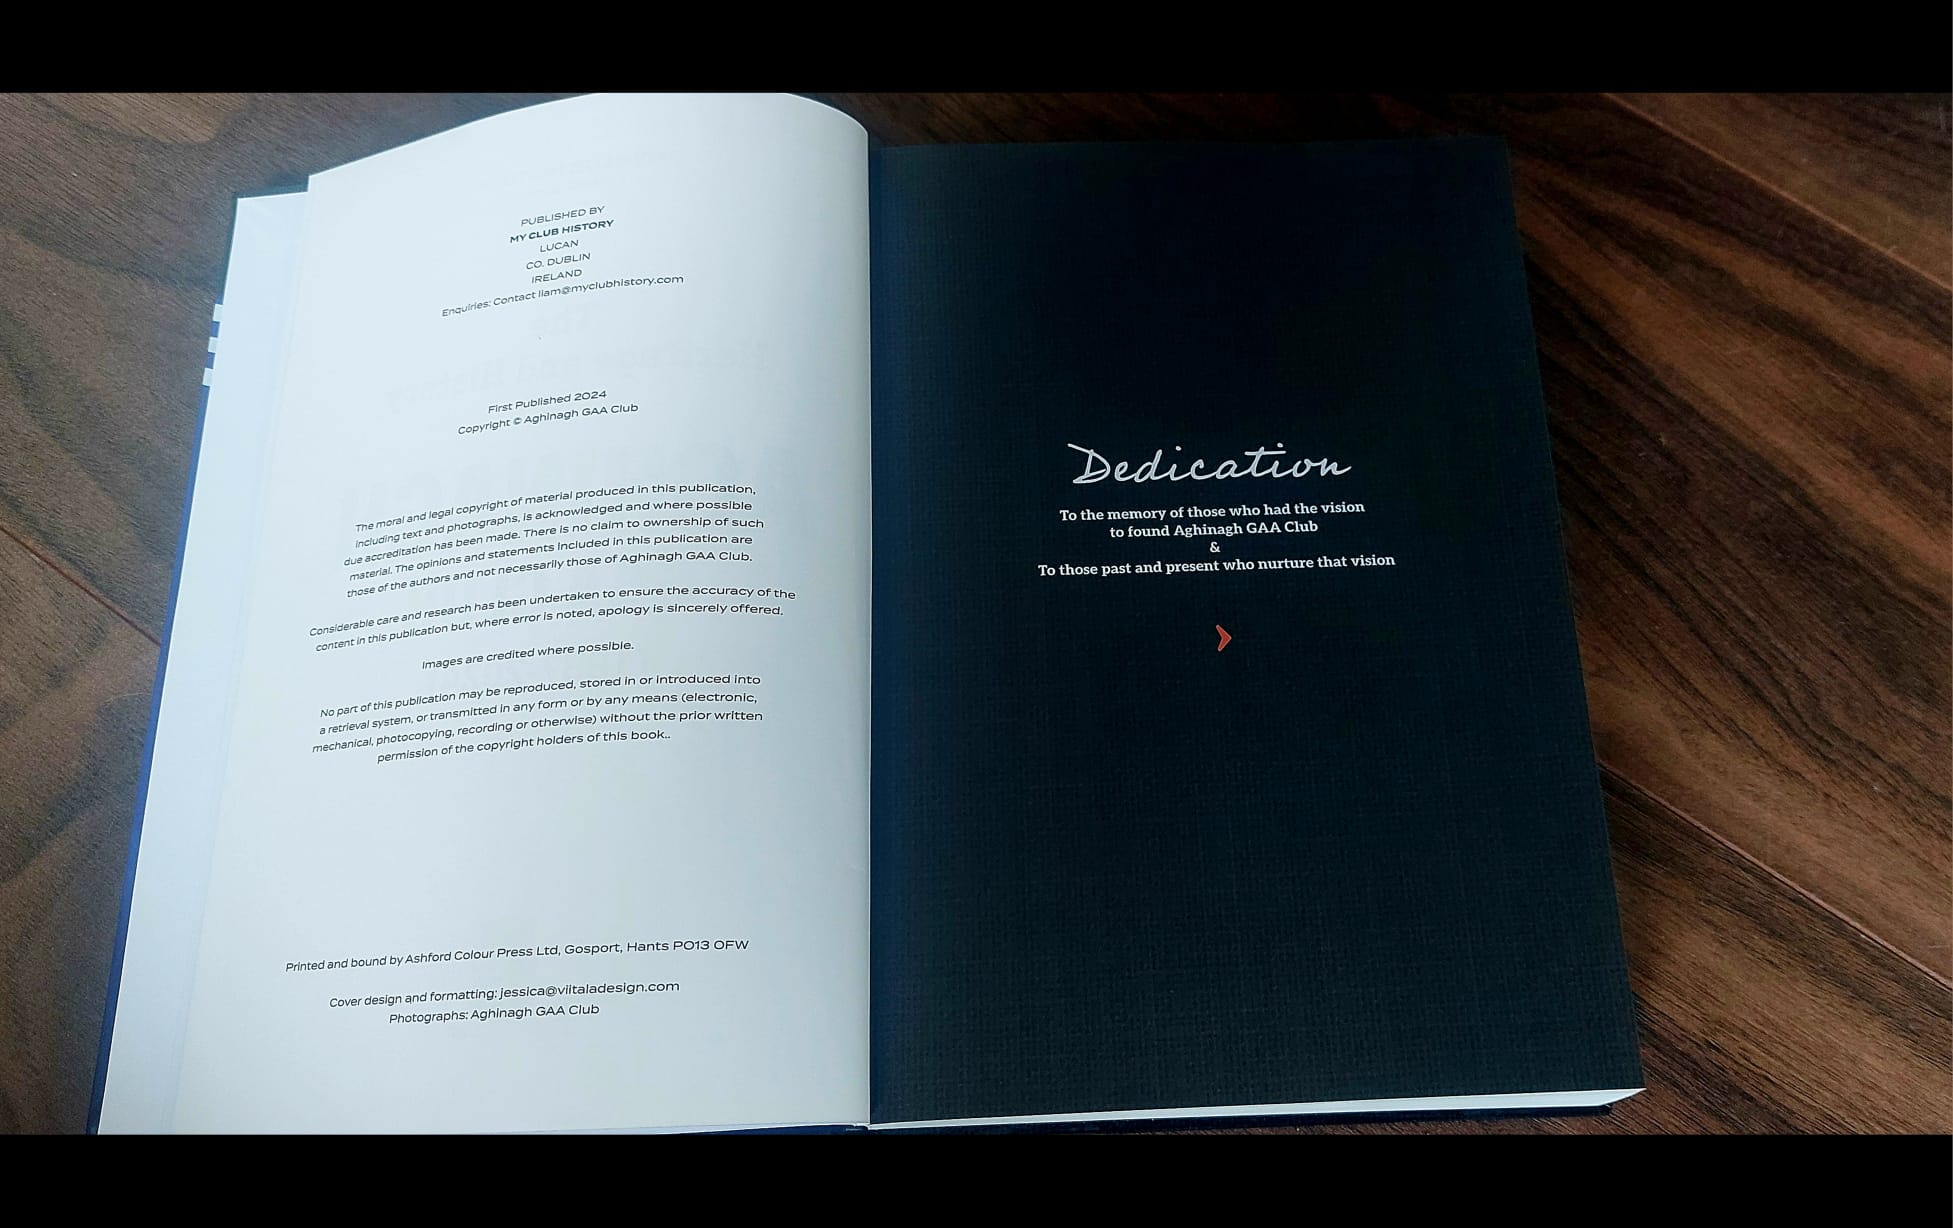 PUBLISHED BY
MY CLUB HISTORY
LUCAN
CO. DUBLIN
IRELAND
Enquiries: Contact liam@myclubhistory.com
First Published 2024
Copyright © Aghinagh GAA Club
The moral and legal copyright of material produced in this publication,
including text and photographs, is acknowledged and where possible
due accreditation has been made. There is no claim to ownership of such
material. The opinions and statements included in this publication are
those of the authors and not necessarily those of Aghinagh GAA Club.
Considerable care and research has been undertaken to ensure the accuracy of the
content in this publication but, where error is noted, apology is sincerely offered.
Images are credited where possible.
No part of this publication may be reproduced, stored in or introduced into
a retrieval system, or transmitted in any form or by any means (electronic,
mechanical, photocopying, recording or otherwise) without the prior written
permission of the copyright holders of this book..
Printed and bound by Ashford Colour Press Ltd, Gosport, Hants PO13 OFW
Cover design and formatting: jessica@viitaladesign.com
Photographs: Aghinagh GAA Club
Dedication
To the memory of those who had the vision
to found Aghinagh GAA Club
&
To those past and present who nurture that vision